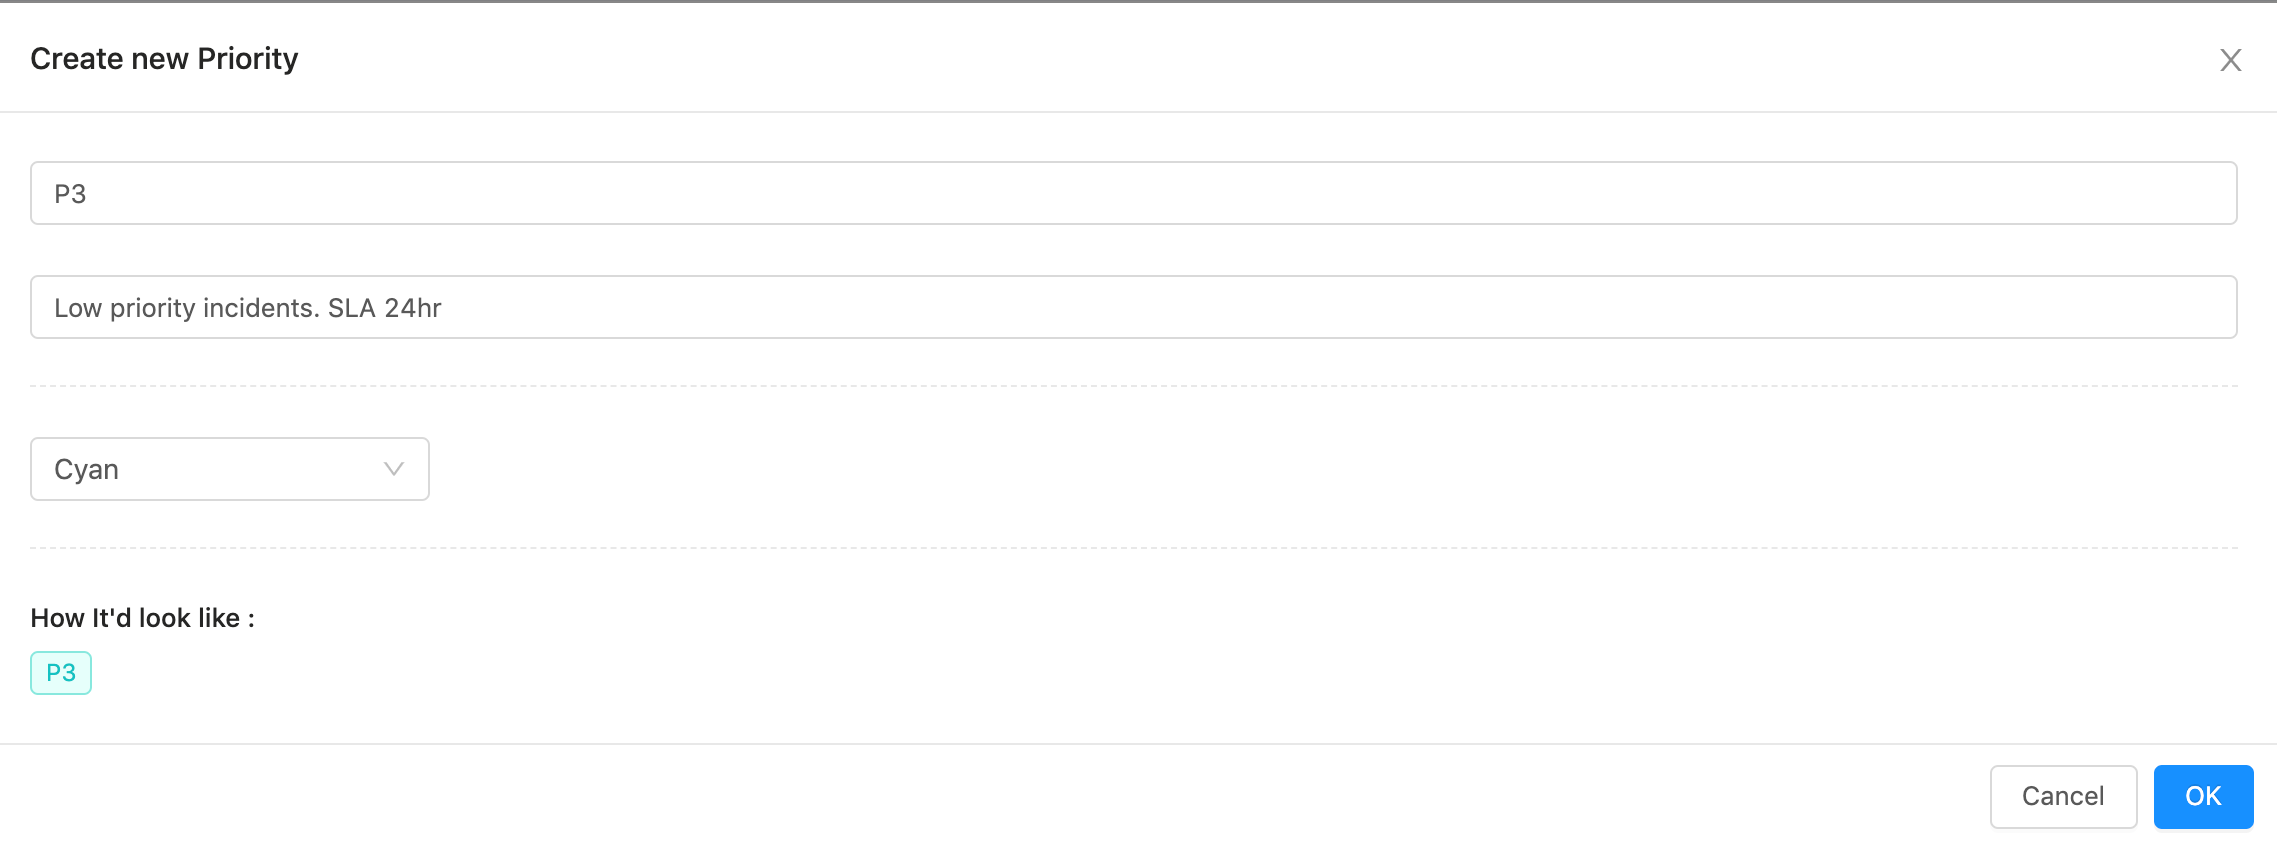 Create new Priority
P3
Low priority incidents. SLA 24hr
Cyan
How It'd look like :
P3
Cancel
OK